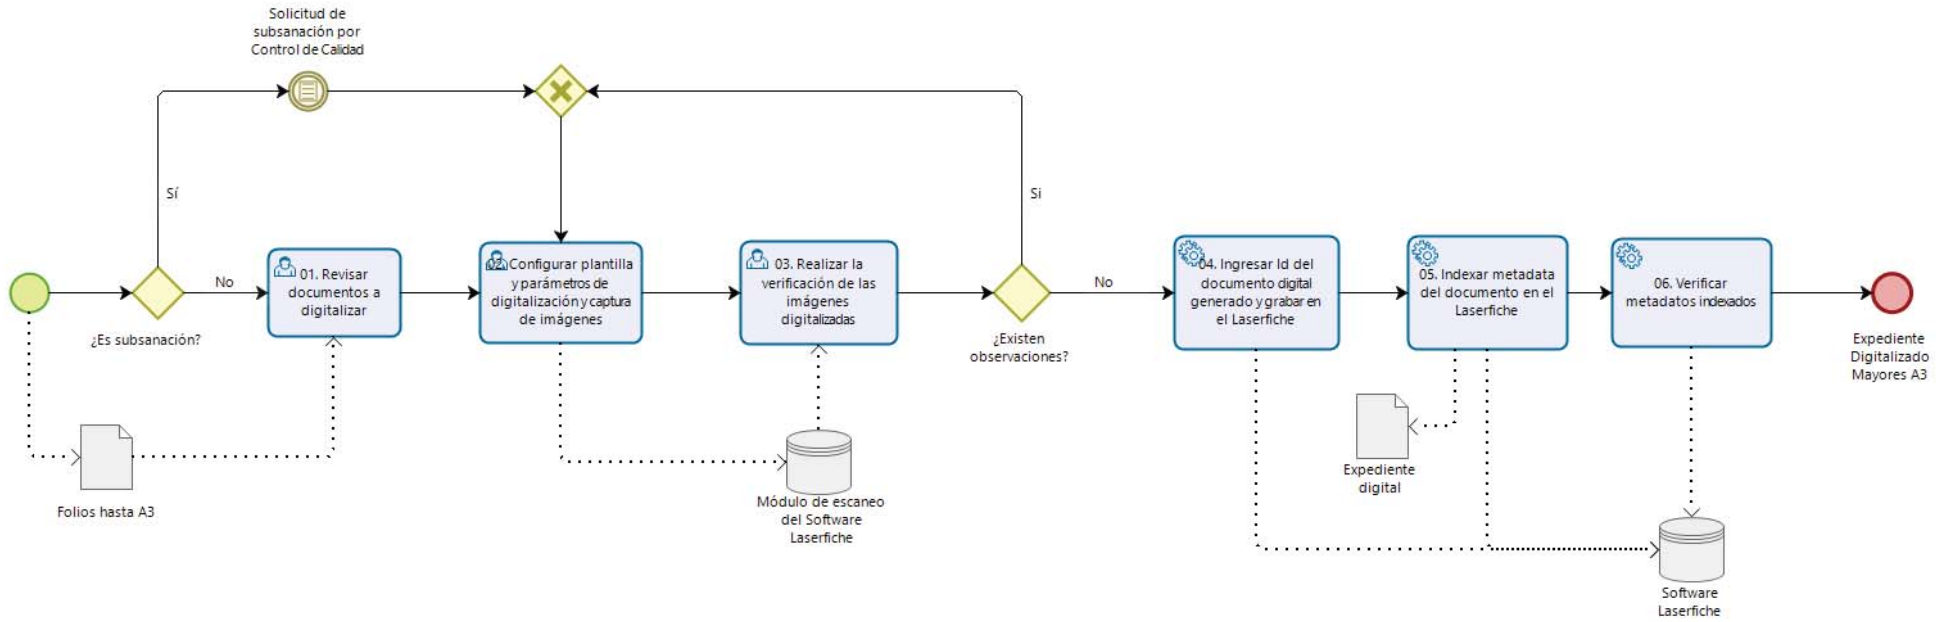 Solicitud de
subsanación por
Control de Calidad
Sí
Si
No
¿Es subsanación?
01. Revisar
documentos a
digitalizar
02. Configurar plantilla
y parámetros de
digitalización y captura
de imágenes
03. Realizar la
verificación de las
imágenes
digitalizadas
¿Existen
observaciones?
No
04. Ingresar Id del
documento digital
generado y grabar en
el Laserfiche
05. Indexar metadata
del documento en el
Laserfiche
06. Verificar
metadatos indexados
Expediente
Digitalizado
Mayores A3
Folios hasta A3
Módulo de escaneo
del Software
Laserfiche
Expediente
digital
Software
Laserfiche